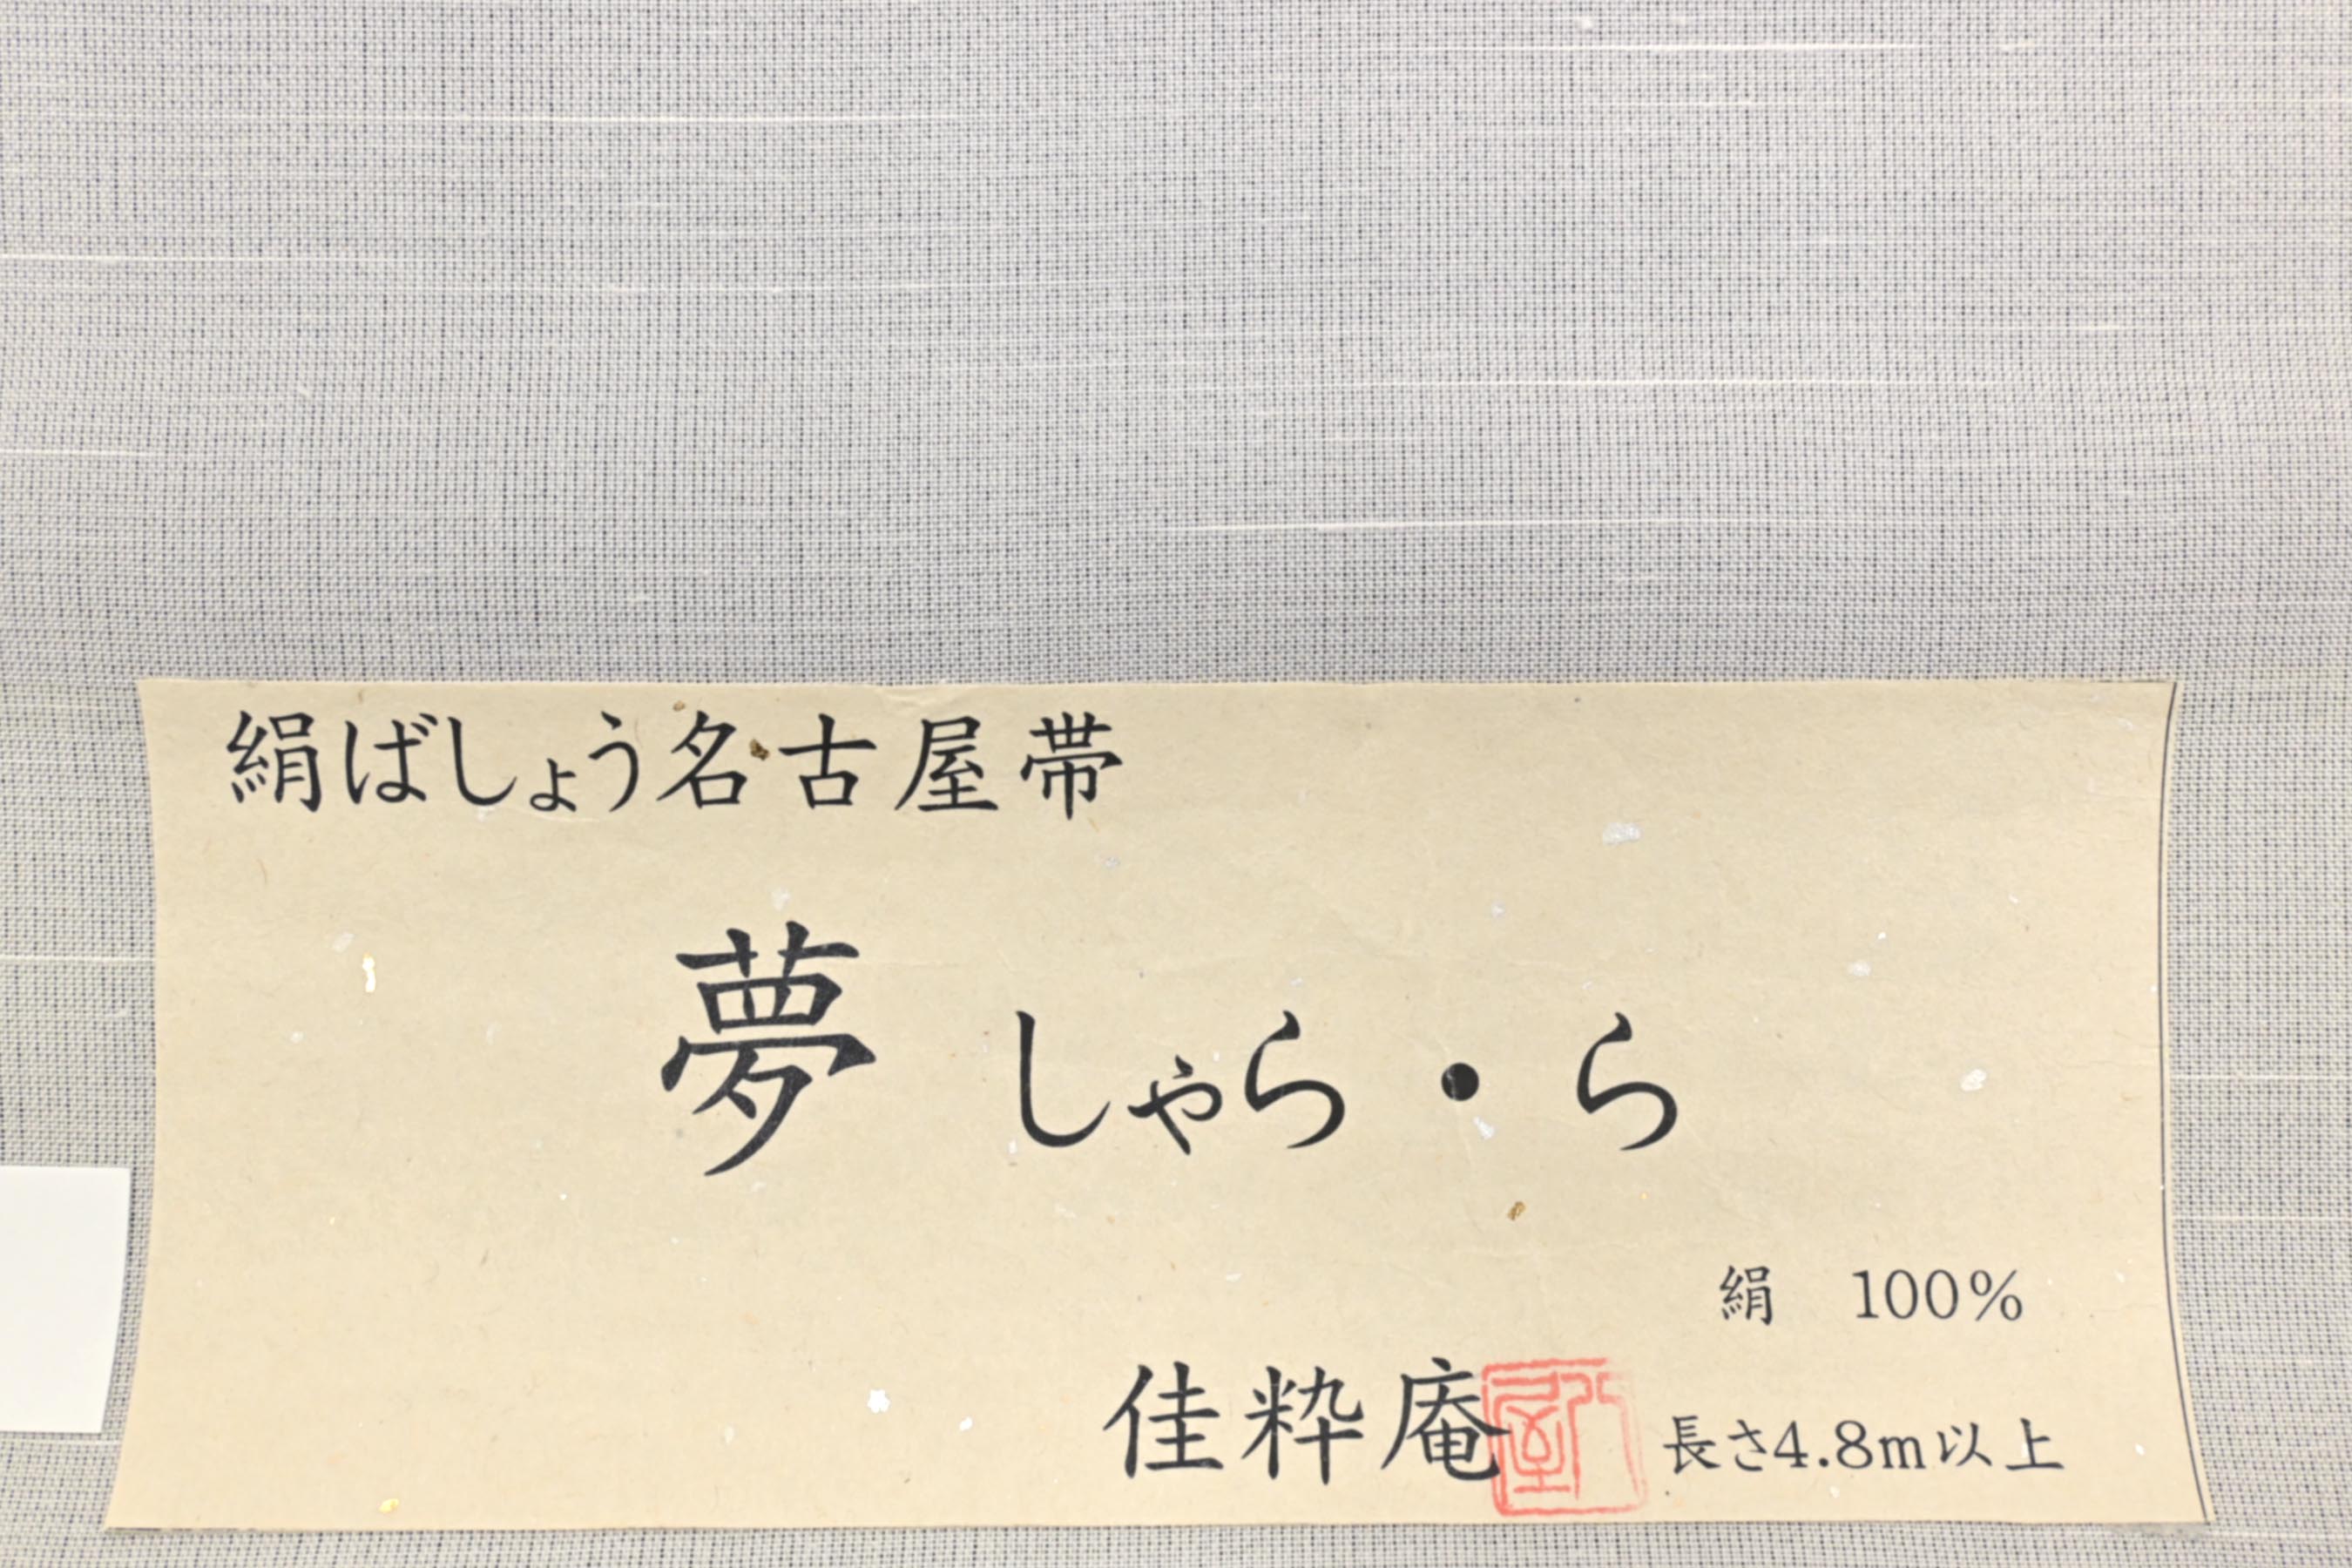 絹ばしょう名古屋帯
夢 しゃら・ら
絹 100%
佳粋庵
長さ4.8m以上